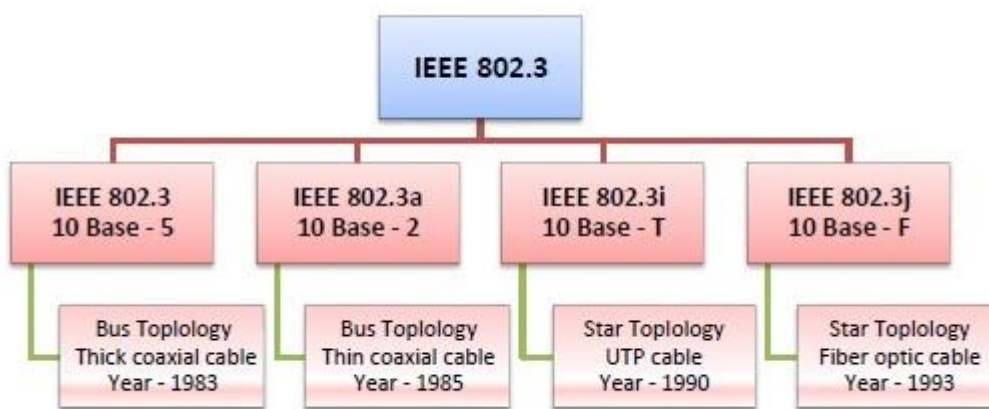 IEEE 802.3
IEEE 802.3
10 Base - 5
IEEE 802.3a
10 Base - 2
IEEE 802.3i
10 Base - T
IEEE 802.3j
10 Base - F
Bus Toplology
Thick coaxial cable
Year - 1983
Bus Toplology
Thin coaxial cable
Year - 1985
Star Toplology
UTP cable
Year - 1990
Star Toplology
Fiber optic cable
Year - 1993